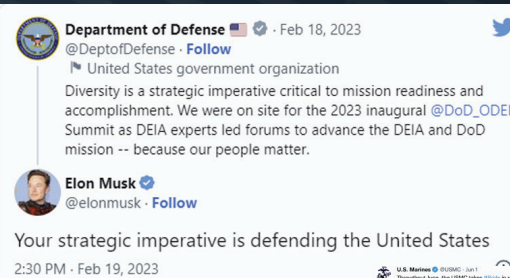 Department of Defense · Feb 18, 2023
@DeptofDefense · Follow
United States government organization
Diversity is a strategic imperative critical to mission readiness and
accomplishment. We were on site for the 2023 inaugural @DoD_ODEI
Summit as DEIA experts led forums to advance the DEIA and DoD
mission -- because our people matter.
Elon Musk
@elonmusk · Follow
Your strategic imperative is defending the United States
2:30 PM · Feb 19, 2023
U.S. Marines @USMC · Jun 1